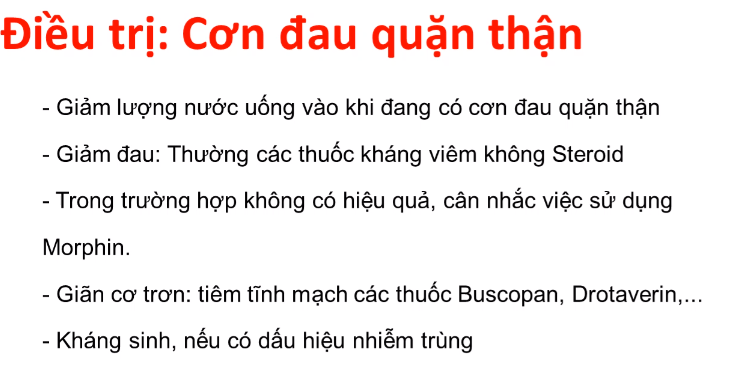 Điều trị: Cơn đau quặn thận
- Giảm lượng nước uống vào khi đang có cơn đau quặn thận
- Giảm đau: Thường các thuốc kháng viêm không Steroid
- Trong trường hợp không có hiệu quả, cân nhắc việc sử dụng
Morphin.
- Giãn cơ trơn: tiêm tĩnh mạch các thuốc Buscopan, Drotaverin,...
- Kháng sinh, nếu có dấu hiệu nhiễm trùng